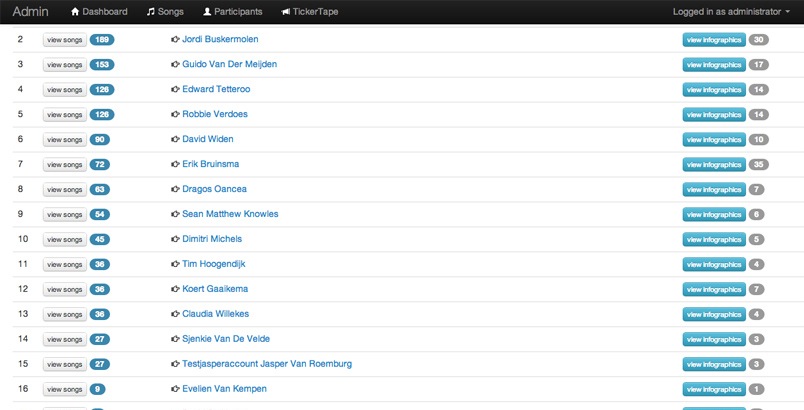 Admin Dashboard Songs Participants TickerTape Logged in as administrator
2 view songs 189 Jordi Buskermolen view infographics 30
3 view songs 153 Guido Van Der Meijden view infographics 17
4 view songs 126 Edward Tetteroo view infographics 14
5 view songs 126 Robbie Verdoes view infographics 14
6 view songs 90 David Widen view infographics 10
7 view songs 72 Erik Bruinsma view infographics 35
8 view songs 63 Dragos Oancea view infographics 7
9 view songs 54 Sean Matthew Knowles view infographics 6
10 view songs 45 Dimitri Michels view infographics 5
11 view songs 36 Tim Hoogendijk view infographics 4
12 view songs 36 Koert Gaaikema view infographics 7
13 view songs 36 Claudia Willekes view infographics 4
14 view songs 27 Sjenkie Van De Velde view infographics 3
15 view songs 27 Testjasperaccount Jasper Van Roemburg view infographics 3
16 view songs 9 Evelien Van Kempen view infographics 1